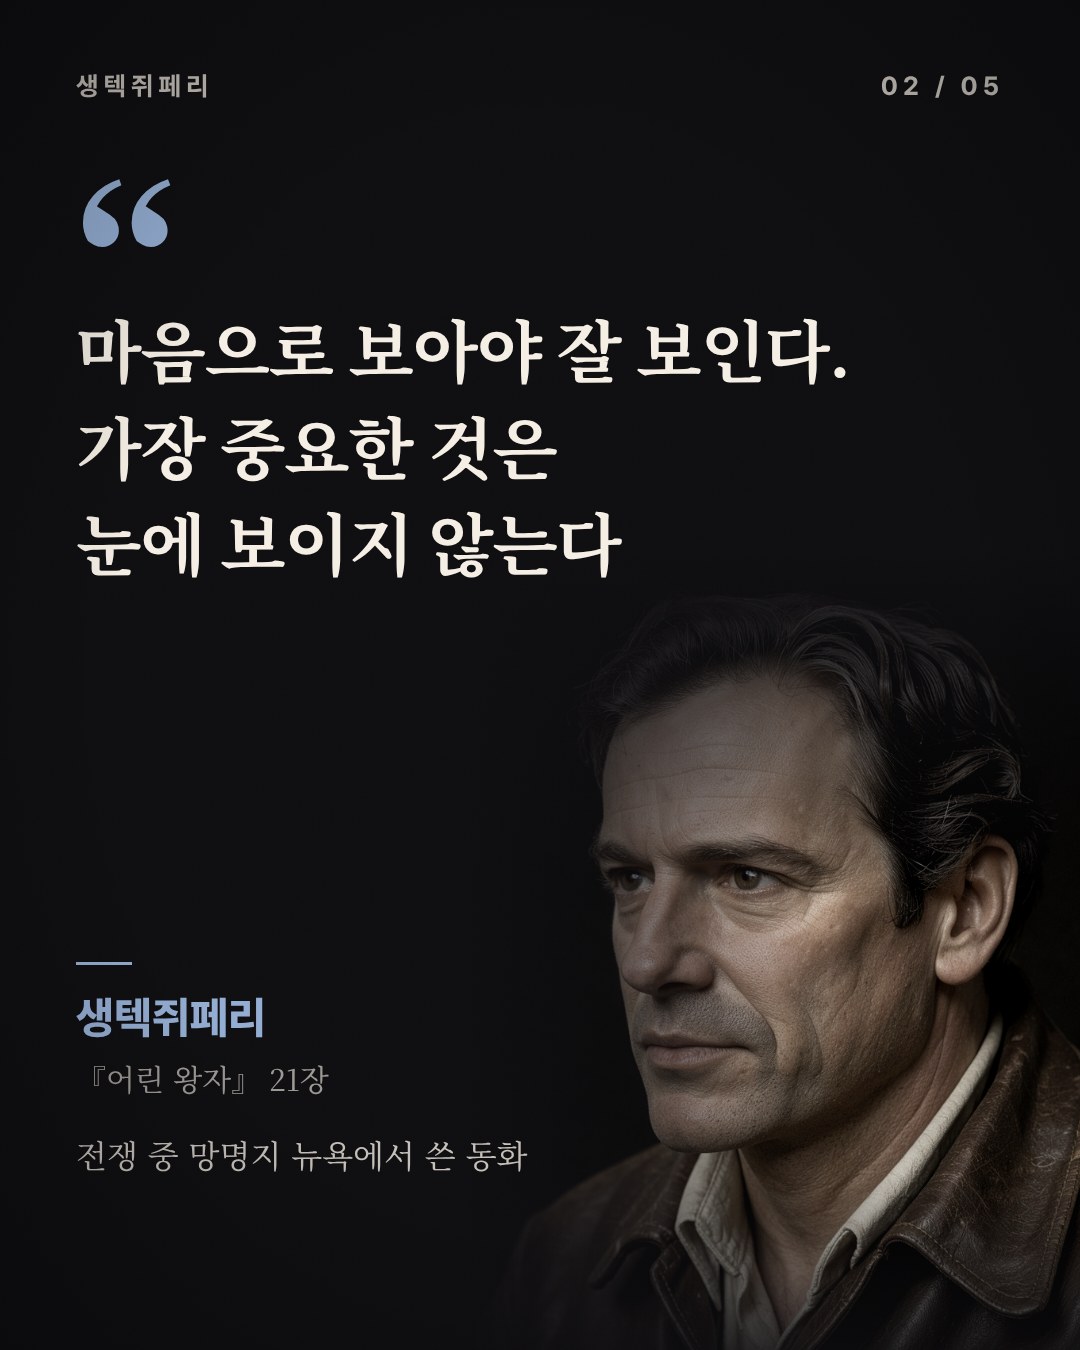 생텍쥐페리
02 / 05
“
마음으로 보아야 잘 보인다.
가장 중요한 것은
눈에 보이지 않는다
생텍쥐페리
『어린 왕자』 21장
전쟁 중 망명지 뉴욕에서 쓴 동화